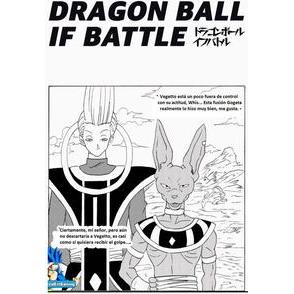 DRAGON BALL
IF BATTLE
ドラゴンボール
イフバトル
" Vegetto está un poco fuera de control
con su actitud, Whis... Esta fusión Gogeta
realmente lo hizo muy bien, me gusta. "
"Ciertamente, mi señor, pero aún
no descartaría a Vegetto, es casi
como si quisiera recibir el golpe....